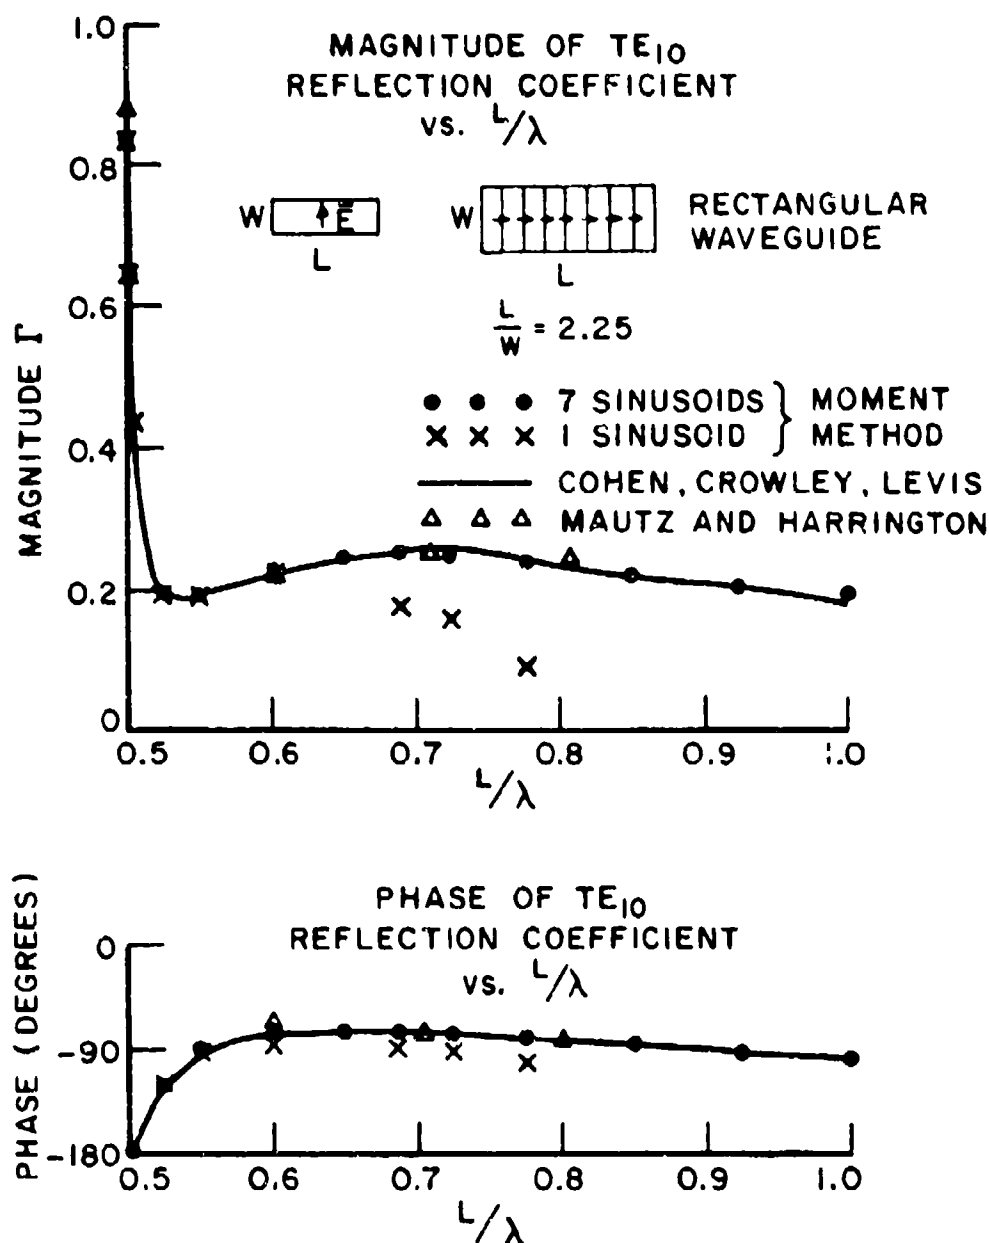 MAGNITUDE OF TE10
REFLECTION COEFFICIENT
VS. L/λ
1.0
0.8
0.6
0.4
0.2
0
MAGNITUDE Γ
W
E
L
W
L
RECTANGULAR
WAVEGUIDE
L/W = 2.25
7 SINUSOIDS } MOMENT
1 SINUSOID } METHOD
COHEN, CROWLEY, LEVIS
MAUTZ AND HARRINGTON
0.5 0.6 0.7 0.8 0.9 1.0
L/λ
PHASE OF TE10
REFLECTION COEFFICIENT
VS. L/λ
0
-90
-180
PHASE (DEGREES)
0.5 0.6 0.7 0.8 0.9 1.0
L/λ